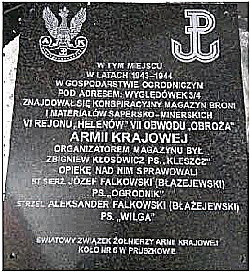 W TYM MIEJSCU
W LATACH 1943-1944
W GOSPODARSTWIE OGRODNICZYM
POD ADRESEM: WYGLĘDÓWEK 3/4
ZNAJDOWAŁ SIĘ KONSPIRACYJNY MAGAZYN BRONI
I MATERIAŁÓW SAPERSKO-MINERSKICH
VI REJONU „HELENÓW" VII OBWODU „OBROŻA"
ARMII KRAJOWEJ
ORGANIZATOREM MAGAZYNU BYŁ
ZBIGNIEW KŁOSOWICZ PS. „KLESZCZ"
OPIEKĘ NAD NIM SPRAWOWALI
ST. SIERŻ. JÓZEF FALKOWSKI (BŁAŻEJEWSKI)
PS. „OGRODNIK"
STRZEL. ALEKSANDER FALKOWSKI (BŁAŻEJEWSKI)
PS. „WILGA"
ŚWIATOWY ZWIĄZEK ŻOŁNIERZY ARMII KRAJOWEJ
KOŁO NR 6 W PRUSZKOWIE